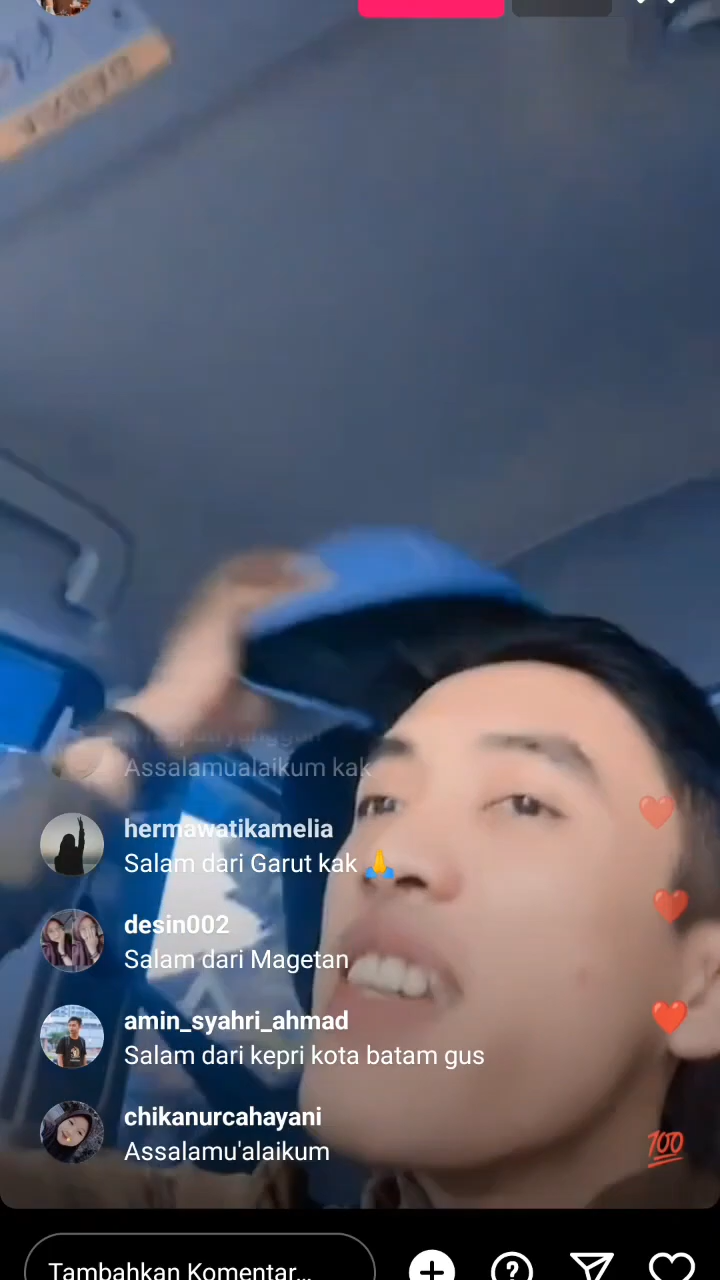 Assalamualaikum kak
hermawatikamelia
Salam dari Garut kak 🙏
desin002
Salam dari Magetan
amin_syahri_ahmad
Salam dari kepri kota batam gus
chikanurcahayani
Assalamu'alaikum
💯
Tambahkan Komentar...